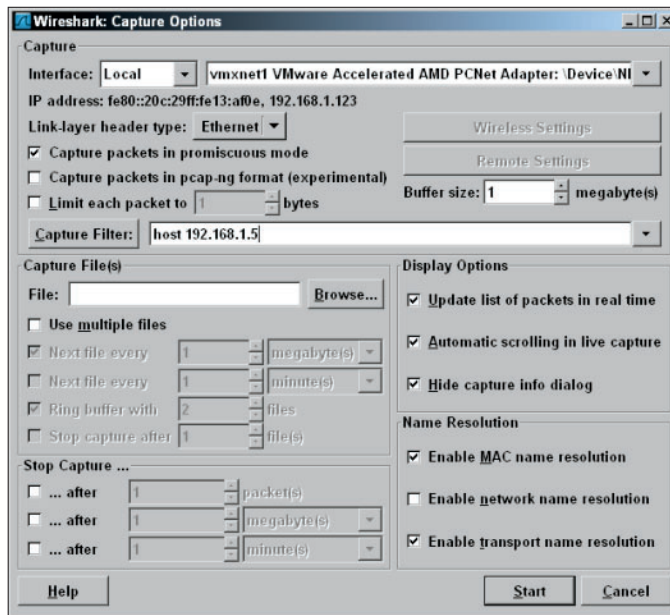 Wireshark: Capture Options
Capture
Interface: Local vmxnet1 VMware Accelerated AMD PCNet Adapter: \Device\NI
IP address: fe80::20c:29ff:fe13:af0e, 192.168.1.123
Link-layer header type: Ethernet
Wireless Settings
Capture packets in promiscuous mode
Remote Settings
Capture packets in pcap-ng format (experimental)
Buffer size: 1 megabyte(s)
Limit each packet to 1 bytes
Capture Filter: host 192.168.1.5
Capture File(s)
File: Browse...
Use multiple files
Next file every 1 megabyte(s)
Next file every 1 minute(s)
Ring buffer with 2 files
Stop capture after 1 file(s)
Stop Capture ...
... after 1 packet(s)
... after 1 megabyte(s)
... after 1 minute(s)
Display Options
Update list of packets in real time
Automatic scrolling in live capture
Hide capture info dialog
Name Resolution
Enable MAC name resolution
Enable network name resolution
Enable transport name resolution
Help Start Cancel